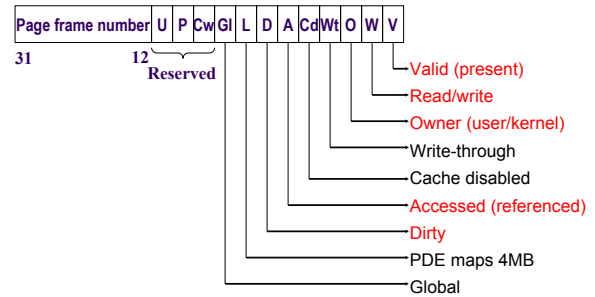 Page frame number U P Cw Gl L D A Cd Wt O W V
31 12
Reserved
Valid (present)
Read/write
Owner (user/kernel)
Write-through
Cache disabled
Accessed (referenced)
Dirty
PDE maps 4MB
Global